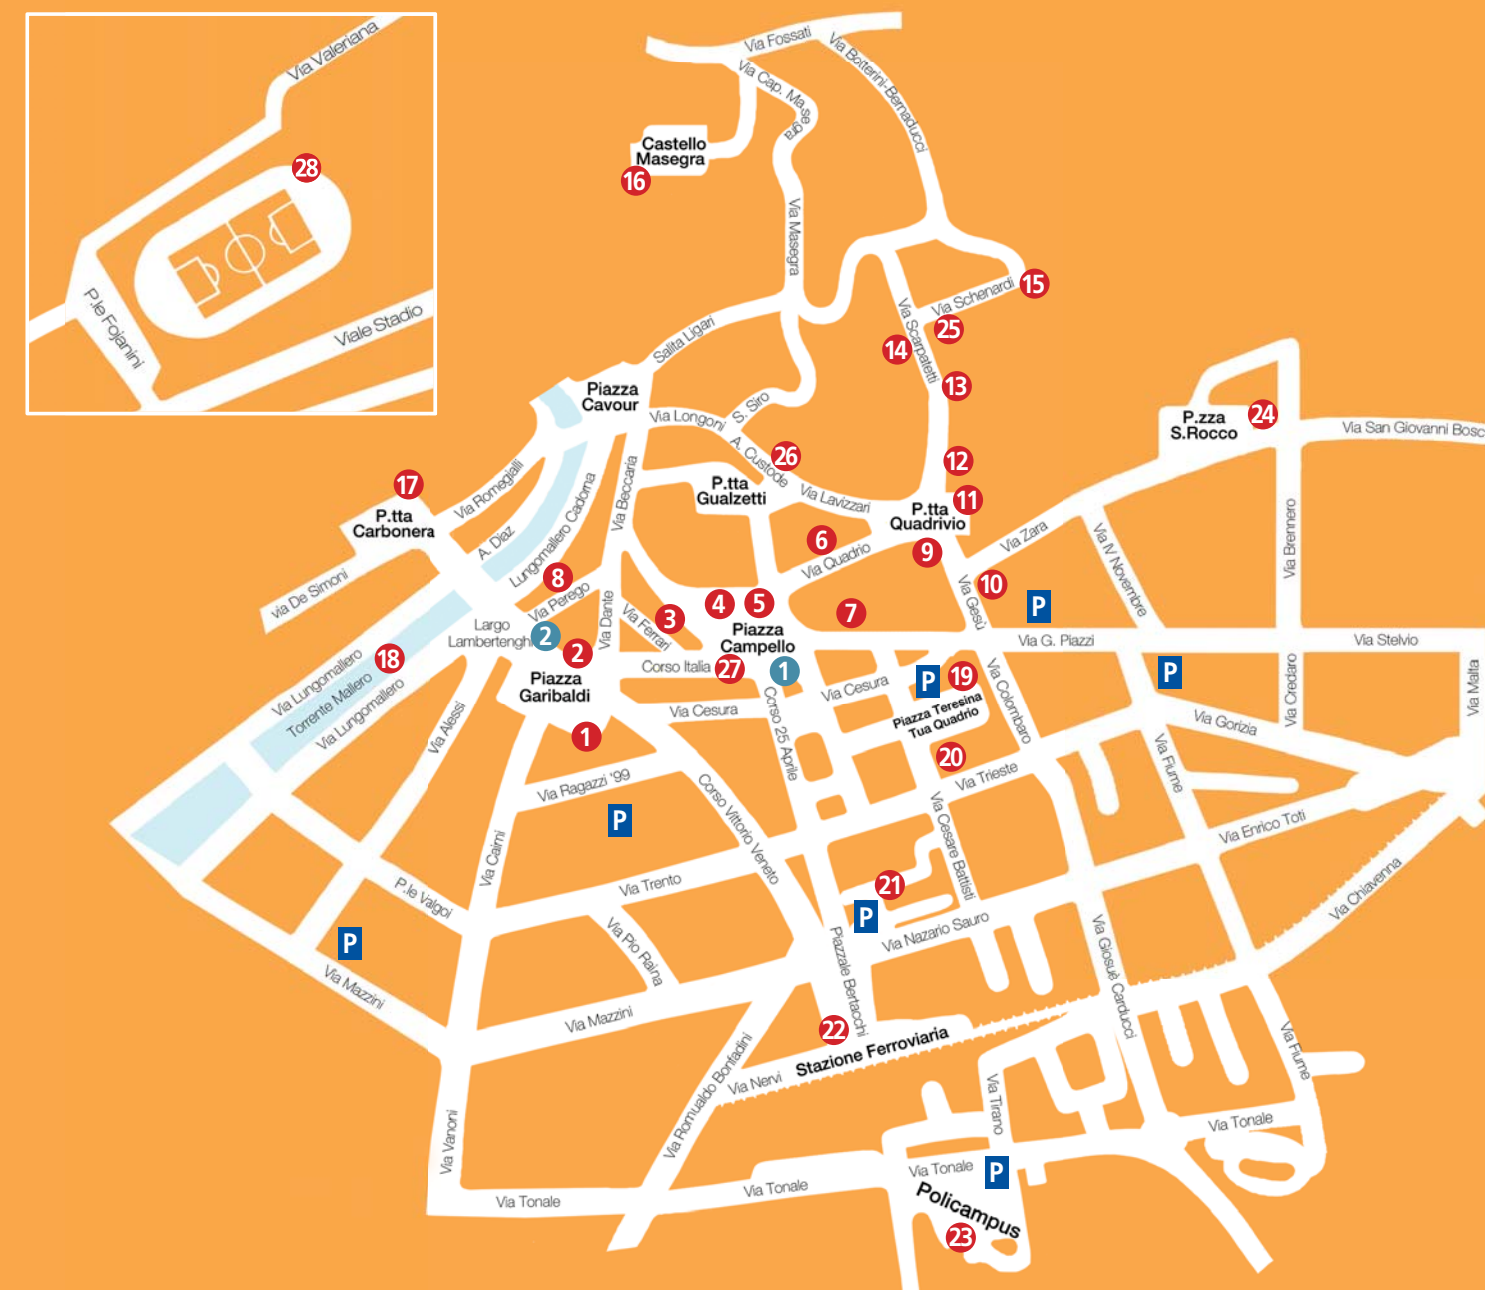 Via Valeriana
28
P.le Fojanini
Viale Stadio
Via Fossati
Via Botterini-Bernaducci
Via Cap. Masegra
Castello
Masegra
16
Via Masegra
Via Schenardi
15
25
Via Scarpatetti
14
13
Salita Ligari
Piazza
Cavour
Via Longoni
S. Siro
A. Custode
26
12
11
P.zza
S.Rocco
24
Via San Giovanni Bosc
17
P.tta
Carbonera
Via Romegialli
A. Diaz
Lungomallero Cadorna
Via Beccaria
P.tta
Gualzetti
Via Lavizzari
P.tta
Quadrivio
6
Via Quadrio
9
Via Zara
Via IV Novembre
Via Brennero
via De Simoni
8
Via Perego
Via Dante
Via Ferrari
3
4
5
7
10
Via Gesù
P
Largo
Lambertenghi
2
2
Piazza
Campello
Corso Italia
27
1
Via G. Piazzi
Via Stelvio
Via Lungomallero
18
Torrente Mallero
Via Lungomallero
Piazza
Garibaldi
Via Cesura
Via Cesura
P
19
Piazza Teresina
Tua Quadrio
Via Colombaro
P
Via Credaro
Via Malta
Via Gorizia
1
Via Alessi
Corso 25 Aprile
20
Via Trieste
Via Fiume
Via Ragazzi '99
P
Corso Vittorio Veneto
Via Cesare Battisti
Via Enrico Toti
Via Caimi
P.le Valgoi
Via Trento
21
P
Via Nazario Sauro
Via Chiavenna
P
Via Mazzini
Via Pio Rajna
Piazzale Bertacchi
Via Giosuè Carducci
Via Mazzini
22
Stazione Ferroviaria
Via Nervi
Via Romualdo Bonfadini
Via Tirano
Via Fiume
Via Vanoni
Via Tonale
Via Tonale
Via Tonale
P
Via Tonale
Policampus
23